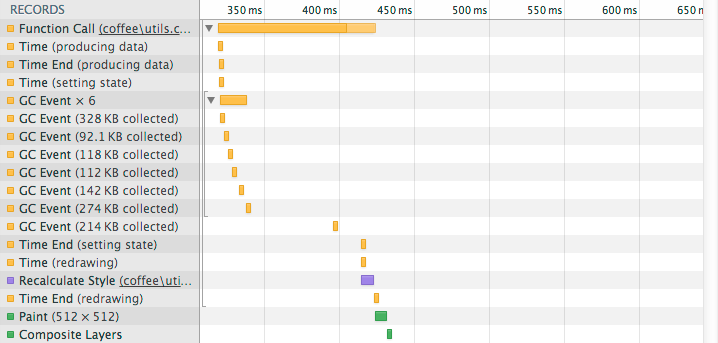 RECORDS
350 ms 400 ms 450 ms 500 ms 550 ms 600 ms 650 n
Function Call (coffee\utils.c...
Time (producing data)
Time End (producing data)
Time (setting state)
GC Event × 6
GC Event (328 KB collected)
GC Event (92.1 KB collected)
GC Event (118 KB collected)
GC Event (112 KB collected)
GC Event (142 KB collected)
GC Event (274 KB collected)
GC Event (214 KB collected)
Time End (setting state)
Time (redrawing)
Recalculate Style (coffee\uti...
Time End (redrawing)
Paint (512 × 512)
Composite Layers